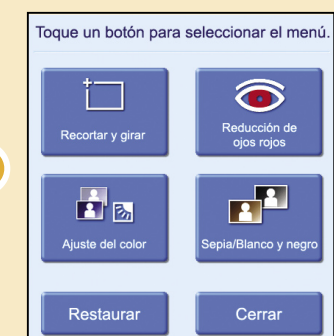 Toque un botón para seleccionar el menú.
Recortar y girar
Reducción de
ojos rojos
Ajuste del color
Sepia/Blanco y negro
Restaurar
Cerrar